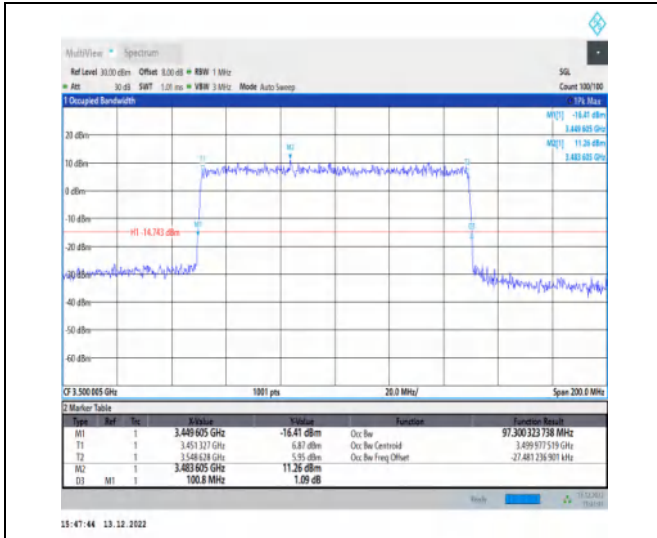 MultiView Spectrum
Ref Level 30.00 dBm Offset 8.00 dB RBW 1 MHz SGL
Att 30 dB SWT 1.01 ms VBW 3 MHz Mode Auto Sweep Count 100/100
1 Occupied Bandwidth 1Pk Max
M1[1] -16.41 dBm
3.449 605 GHz
M2[1] 11.26 dBm
3.483 605 GHz
20 dBm
M2
T1
T2
10 dBm
0 dBm
-10 dBm
M1
D3
H1 -14.743 dBm
-20 dBm
-30 dBm
-40 dBm
-50 dBm
-60 dBm
CF 3.500 005 GHz 1001 pts 20.0 MHz/ Span 200.0 MHz
2 Marker Table
Type Ref Trc X-Value Y-Value Function Function Result
M1 1 3.449 605 GHz -16.41 dBm Occ Bw 97.300 323 738 MHz
T1 1 3.451 327 GHz 6.87 dBm Occ Bw Centroid 3.499 977 519 GHz
T2 1 3.548 628 GHz 5.95 dBm Occ Bw Freq Offset -27.481 236 901 kHz
M2 1 3.483 605 GHz 11.26 dBm
D3 M1 1 100.8 MHz 1.09 dB
Ready
15:47:44 13.12.2022